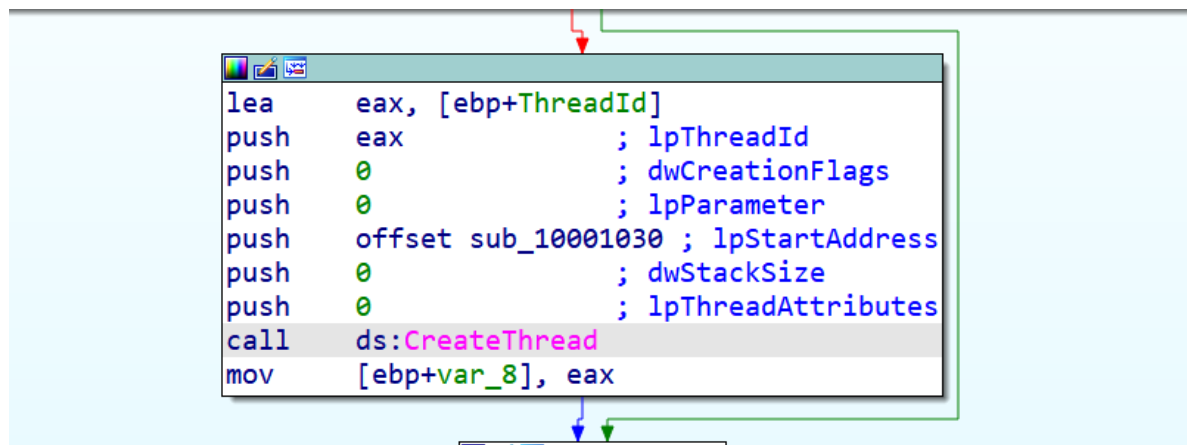 lea eax, [ebp+ThreadId]
push eax ; lpThreadId
push 0 ; dwCreationFlags
push 0 ; lpParameter
push offset sub_10001030 ; lpStartAddress
push 0 ; dwStackSize
push 0 ; lpThreadAttributes
call ds:CreateThread
mov [ebp+var_8], eax